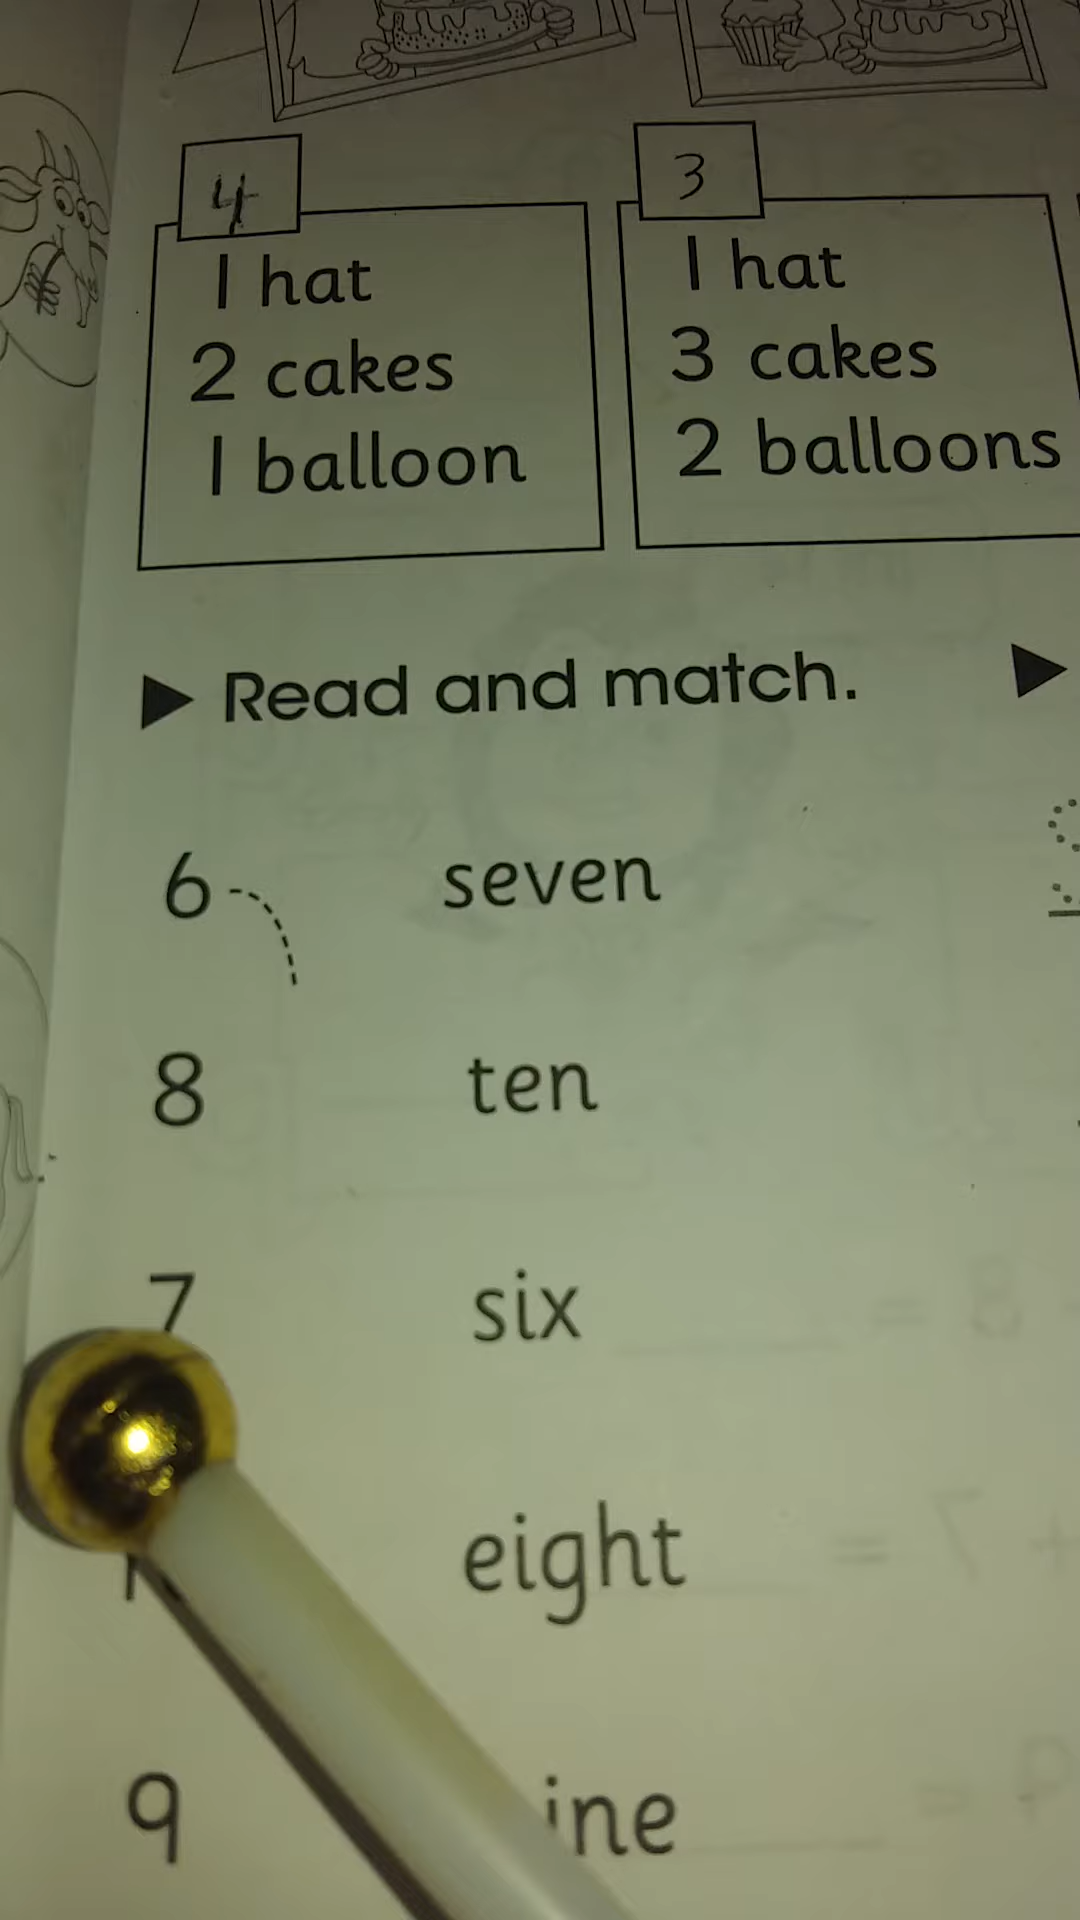 4
1 hat
2 cakes
1 balloon
3
1 hat
3 cakes
2 balloons
Read and match.
6 seven
8 ten
7 six
eight
9